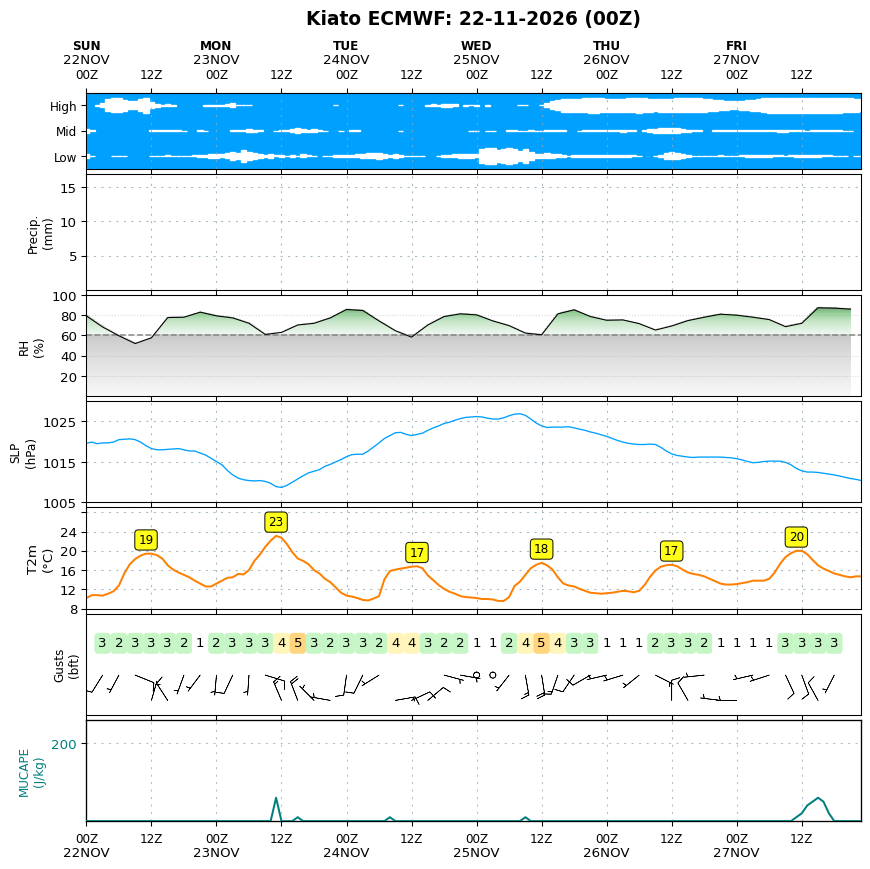 Kiato ECMWF: 22-11-2026 (00Z)
SUN MON TUE WED THU FRI
22NOV 23NOV 24NOV 25NOV 26NOV 27NOV
00Z 12Z 00Z 12Z 00Z 12Z 00Z 12Z 00Z 12Z 00Z 12Z
High
Mid
Low
Precip.
(mm)
15
10
5
RH
(%)
100
80
60
40
20
SLP
(hPa)
1025
1015
1005
T2m
(°C)
24
20
16
12
8
19 23 17 18 17 20
Gusts
(bft)
3 2 3 3 3 2 1 2 3 3 3 4 5 3 2 3 3 2 4 4 3 2 2 1 1 2 4 5 4 3 3 1 1 1 2 3 3 2 1 1 1 1 3 3 3 3
MUCAPE
(J/kg)
200
00Z 12Z 00Z 12Z 00Z 12Z 00Z 12Z 00Z 12Z 00Z 12Z
22NOV 23NOV 24NOV 25NOV 26NOV 27NOV